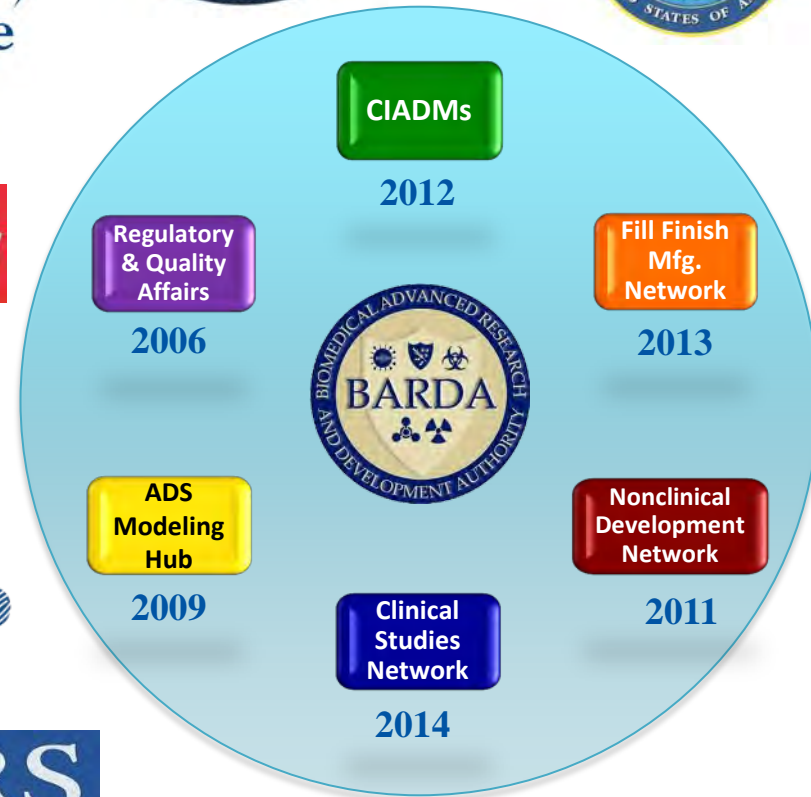 e
STATES OF A
CIADMs
2012
Regulatory
& Quality
Affairs
2006
Fill Finish
Mfg.
Network
2013
BIOMEDICAL ADVANCED RESEARCH
BARDA
AND DEVELOPMENT AUTHORITY
ADS
Modeling
Hub
2009
Nonclinical
Development
Network
2011
Clinical
Studies
Network
2014
RS